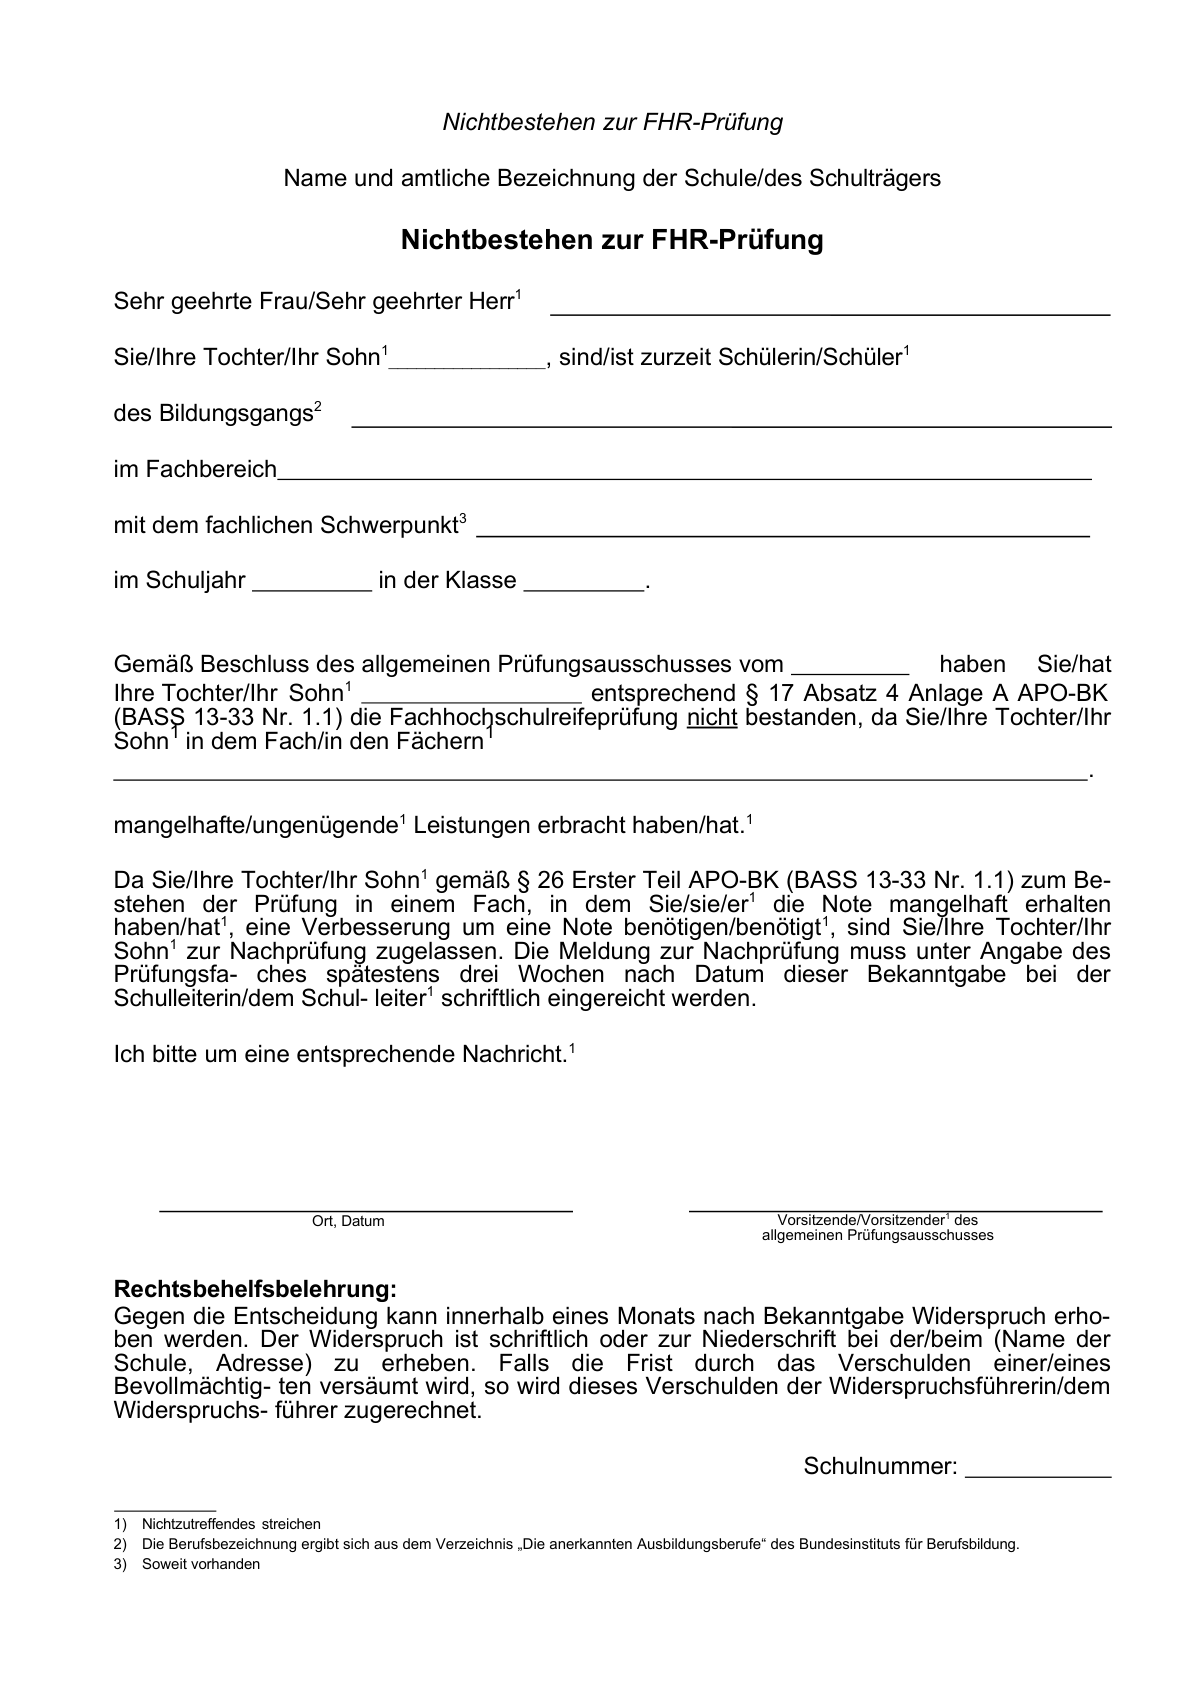 Nichtbestehen zur FHR-Prüfung
Name und amtliche Bezeichnung der Schule/des Schulträgers
Nichtbestehen zur FHR-Prüfung
Sehr geehrte Frau/Sehr geehrter Herr¹ ____________________
Sie/Ihre Tochter/Ihr Sohn¹_____________, sind/ist zurzeit Schülerin/Schüler¹
des Bildungsgangs² ____________________
im Fachbereich____________________
mit dem fachlichen Schwerpunkt³ ____________________
im Schuljahr _________ in der Klasse _________.
Gemäß Beschluss des allgemeinen Prüfungsausschusses vom _________ haben Sie/hat
Ihre Tochter/Ihr Sohn¹ ________________ entsprechend § 17 Absatz 4 Anlage A APO-BK
(BASS 13-33 Nr. 1.1) die Fachhochschulreifeprüfung nicht bestanden, da Sie/Ihre Tochter/Ihr
Sohn¹ in dem Fach/in den Fächern¹
____________________.
mangelhafte/ungenügende¹ Leistungen erbracht haben/hat.¹
Da Sie/Ihre Tochter/Ihr Sohn¹ gemäß § 26 Erster Teil APO-BK (BASS 13-33 Nr. 1.1) zum Be-
stehen der Prüfung in einem Fach, in dem Sie/sie/er¹ die Note mangelhaft erhalten
haben/hat¹, eine Verbesserung um eine Note benötigen/benötigt¹, sind Sie/Ihre Tochter/Ihr
Sohn¹ zur Nachprüfung zugelassen. Die Meldung zur Nachprüfung muss unter Angabe des
Prüfungsfa- ches spätestens drei Wochen nach Datum dieser Bekanntgabe bei der
Schulleiterin/dem Schul- leiter¹ schriftlich eingereicht werden.
Ich bitte um eine entsprechende Nachricht.¹
Ort, Datum
Vorsitzende/Vorsitzender¹ des
allgemeinen Prüfungsausschusses
Rechtsbehelfsbelehrung:
Gegen die Entscheidung kann innerhalb eines Monats nach Bekanntgabe Widerspruch erho-
ben werden. Der Widerspruch ist schriftlich oder zur Niederschrift bei der/beim (Name der
Schule, Adresse) zu erheben. Falls die Frist durch das Verschulden einer/eines
Bevollmächtig- ten versäumt wird, so wird dieses Verschulden der Widerspruchsführerin/dem
Widerspruchs- führer zugerechnet.
Schulnummer: ___________
1) Nichtzutreffendes streichen
2) Die Berufsbezeichnung ergibt sich aus dem Verzeichnis „Die anerkannten Ausbildungsberufe“ des Bundesinstituts für Berufsbildung.
3) Soweit vorhanden